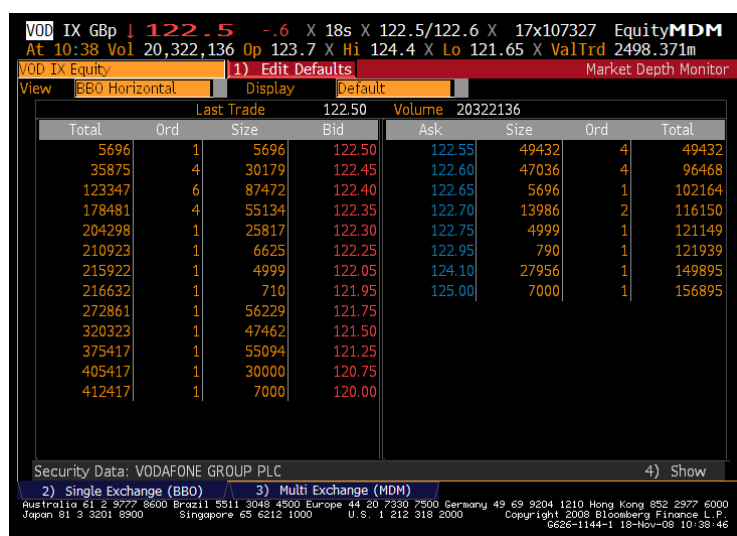 VOD IX GBp ↓ 122.5 -.6 X 18s X 122.5/122.6 X 17x107327 EquityMDM
At 10:38 Vol 20,322,136 Op 123.7 X Hi 124.4 X Lo 121.65 X ValTrd 2498.371m
VOD IX Equity 1) Edit Defaults Market Depth Monitor
View BBO Horizontal Display Default
Last Trade 122.50 Volume 20322136
Total Ord Size Bid Ask Size Ord Total
5696 1 5696 122.50 122.55 49432 4 49432
35875 4 30179 122.45 122.60 47036 4 96468
123347 6 87472 122.40 122.65 5696 1 102164
178481 4 55134 122.35 122.70 13986 2 116150
204298 1 25817 122.30 122.75 4999 1 121149
210923 1 6625 122.25 122.95 790 1 121939
215922 1 4999 122.05 124.10 27956 1 149895
216632 1 710 121.95 125.00 7000 1 156895
272861 1 56229 121.75
320323 1 47462 121.50
375417 1 55094 121.25
405417 1 30000 120.75
412417 1 7000 120.00
Security Data: VODAFONE GROUP PLC 4) Show
2) Single Exchange (BBO) 3) Multi Exchange (MDM)
Australia 61 2 9777 8600 Brazil 5511 3048 4500 Europe 44 20 7330 7500 Germany 49 69 9204 1210 Hong Kong 852 2977 6000
Japan 81 3 3201 8900 Singapore 65 6212 1000 U.S. 1 212 318 2000 Copyright 2008 Bloomberg Finance L.P.
G626-1144-1 18-Nov-08 10:38:46